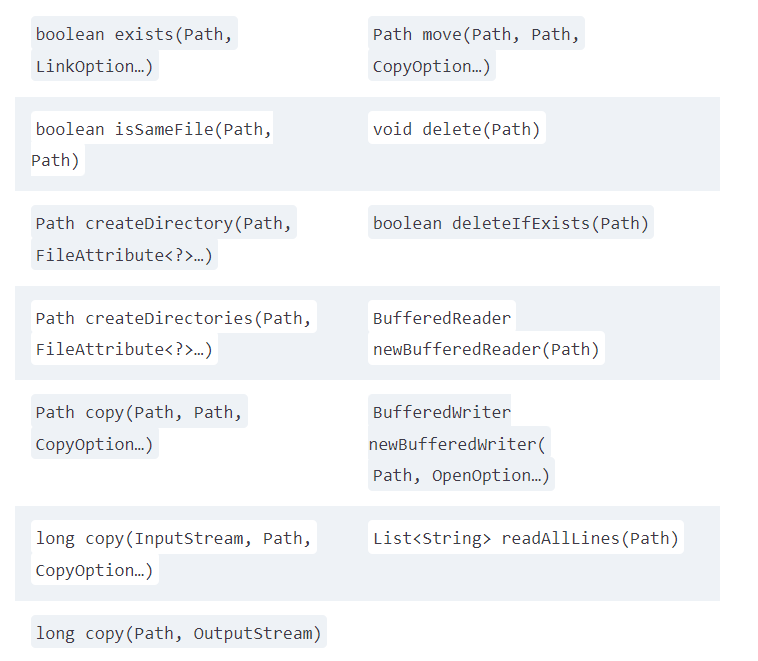 boolean exists(Path,
LinkOption…)
Path move(Path, Path,
CopyOption…)
boolean isSameFile(Path,
Path)
void delete(Path)
Path createDirectory(Path,
FileAttribute<?>…)
boolean deleteIfExists(Path)
Path createDirectories(Path,
FileAttribute<?>…)
BufferedReader
newBufferedReader(Path)
Path copy(Path, Path,
CopyOption…)
BufferedWriter
newBufferedWriter(
Path, OpenOption…)
long copy(InputStream, Path,
CopyOption…)
List<String> readAllLines(Path)
long copy(Path, OutputStream)